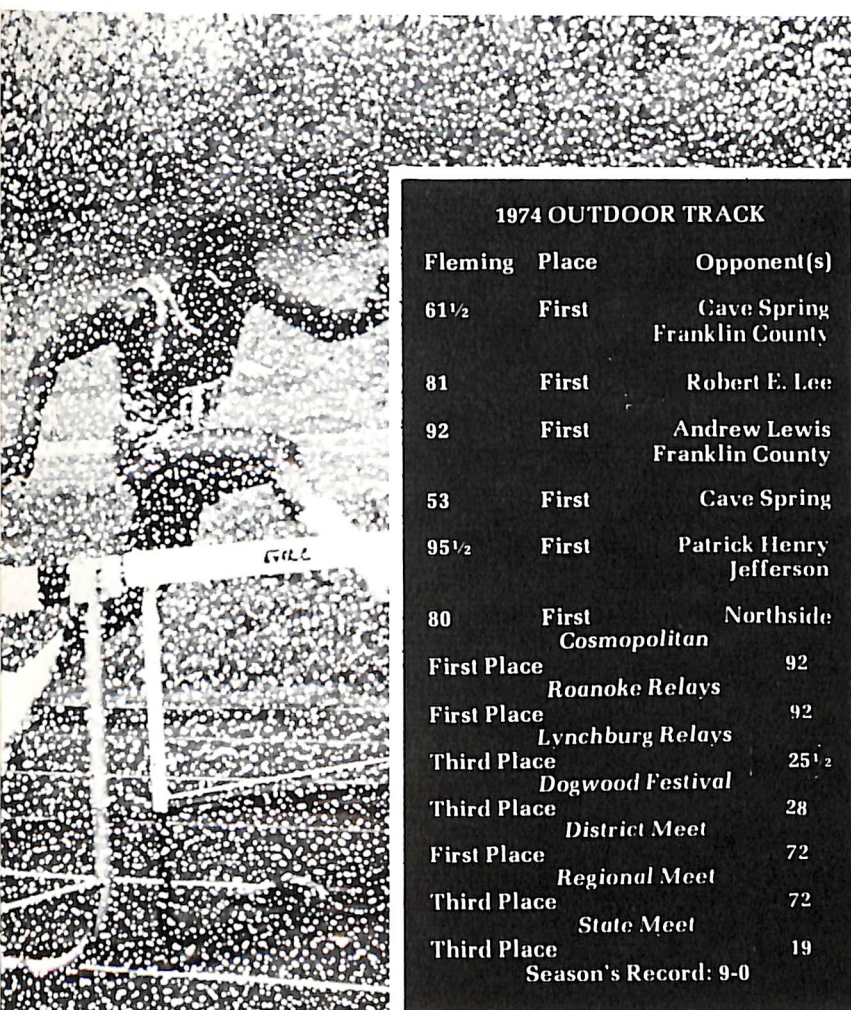 1974 OUTDOOR TRACK
Fleming Place Opponent(s)
61½ First Cave Spring
Franklin County
81 First Robert E. Lee
92 First Andrew Lewis
Franklin County
53 First Cave Spring
95½ First Patrick Henry
Jefferson
80 First Northside
Cosmopolitan
First Place 92
Roanoke Relays
First Place 92
Lynchburg Relays
Third Place 25½
Dogwood Festival
Third Place 28
District Meet
First Place 72
Regional Meet
Third Place 72
State Meet
Third Place 19
Season's Record: 9-0